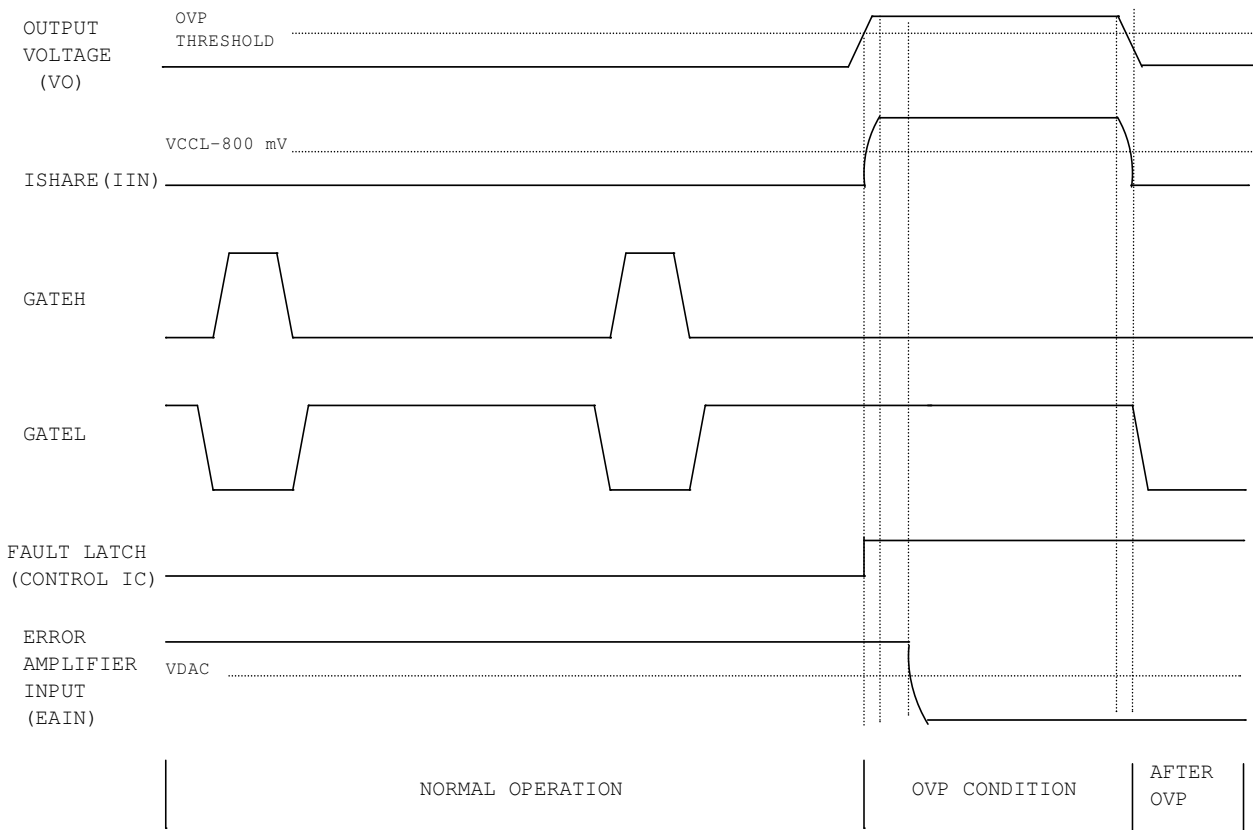 OUTPUT
VOLTAGE
(VO)
OVP
THRESHOLD
VCCL-800 mV
ISHARE(IIN)
GATEH
GATEL
FAULT LATCH
(CONTROL IC)
ERROR
AMPLIFIER
INPUT
(EAIN)
VDAC
NORMAL OPERATION
OVP CONDITION
AFTER
OVP